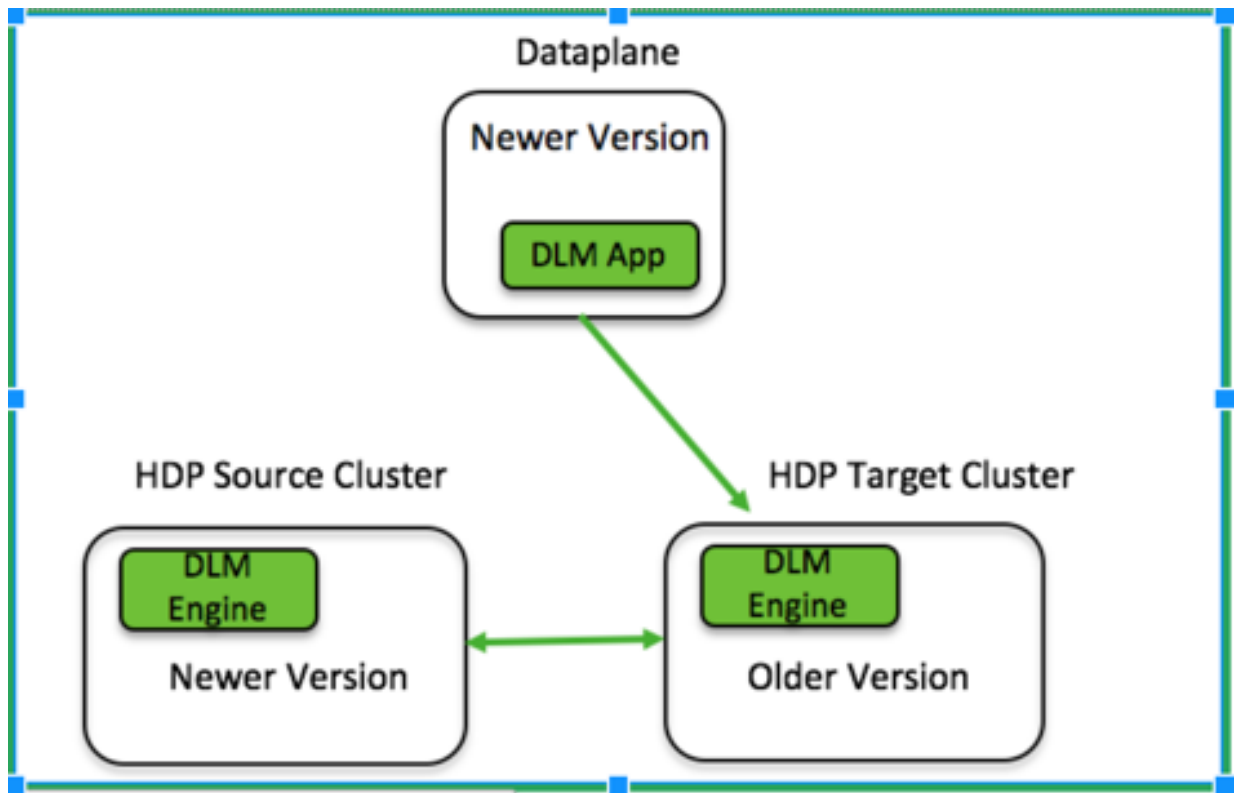 Dataplane
Newer Version
DLM App
HDP Source Cluster
HDP Target Cluster
DLM
Engine
Newer Version
DLM
Engine
Older Version